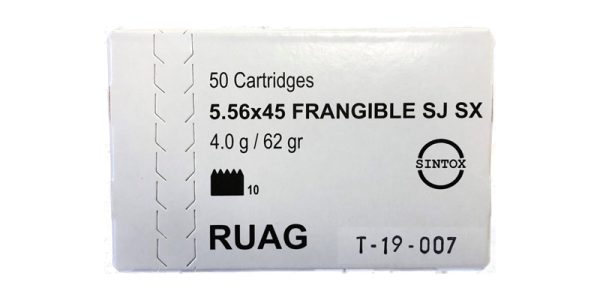 50 Cartridges
5.56x45 FRANGIBLE SJ SX
4.0 g / 62 gr
SINTOX
10
RUAG
T-19-007